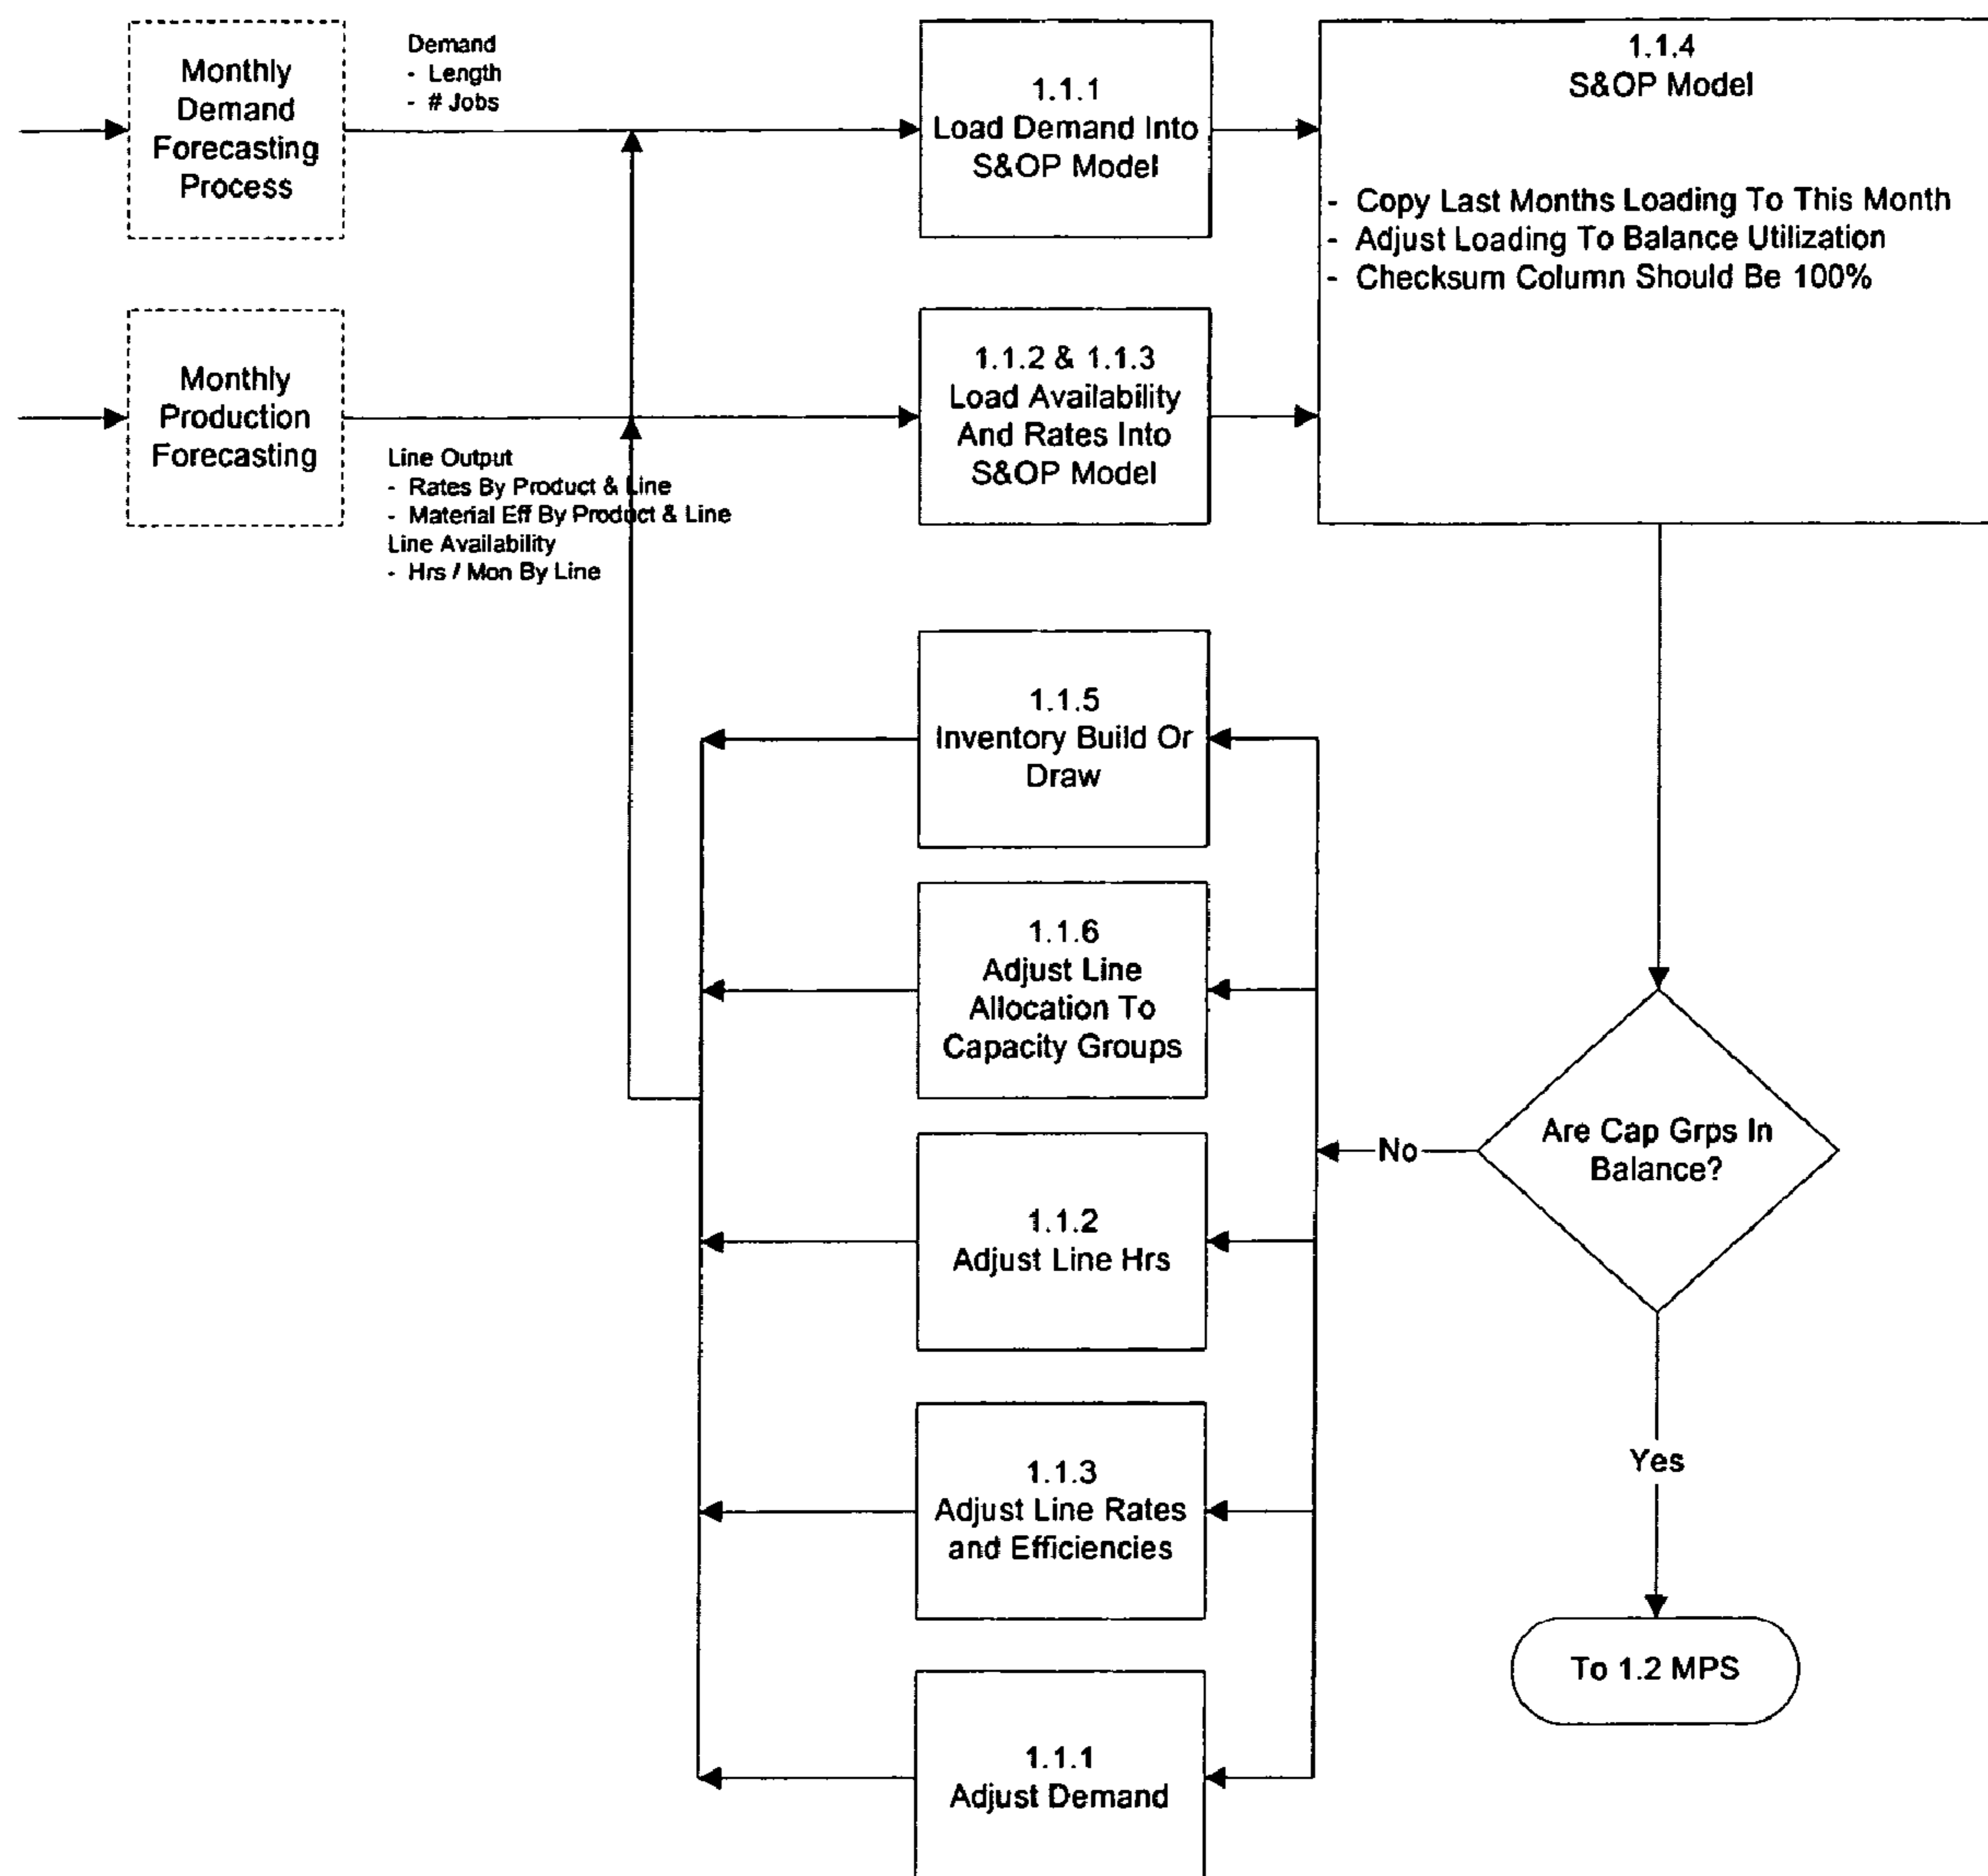 Monthly
Demand
Forecasting
Process
Demand
- Length
- # Jobs
1.1.1
Load Demand Into
S&OP Model
1.1.4
S&OP Model
- Copy Last Months Loading To This Month
- Adjust Loading To Balance Utilization
- Checksum Column Should Be 100%
Monthly
Production
Forecasting
Line Output
- Rates By Product & Line
- Material Eff By Product & Line
Line Availability
- Hrs / Mon By Line
1.1.2 & 1.1.3
Load Availability
And Rates Into
S&OP Model
1.1.5
Inventory Build Or
Draw
1.1.6
Adjust Line
Allocation To
Capacity Groups
Are Cap Grps In
Balance?
No
1.1.2
Adjust Line Hrs
1.1.3
Adjust Line Rates
and Efficiencies
Yes
To 1.2 MPS
1.1.1
Adjust Demand